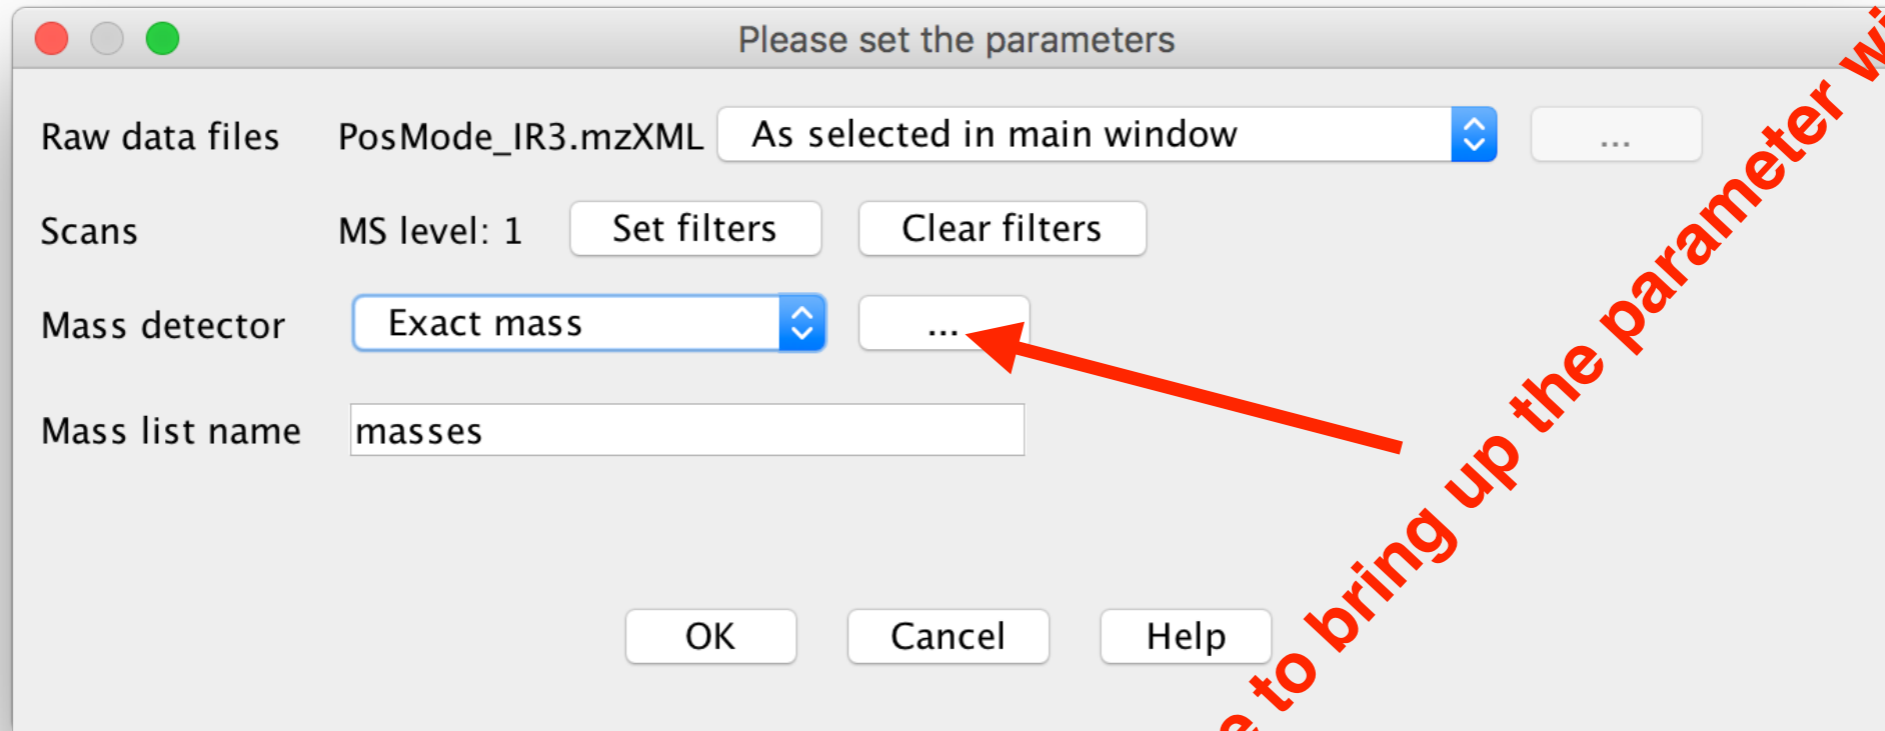 Please set the parameters
Raw data files PosMode_IR3.mzXML As selected in main window ...
Scans MS level: 1 Set filters Clear filters
Mass detector Exact mass ...
Mass list name masses
OK Cancel Help
to bring up the parameter